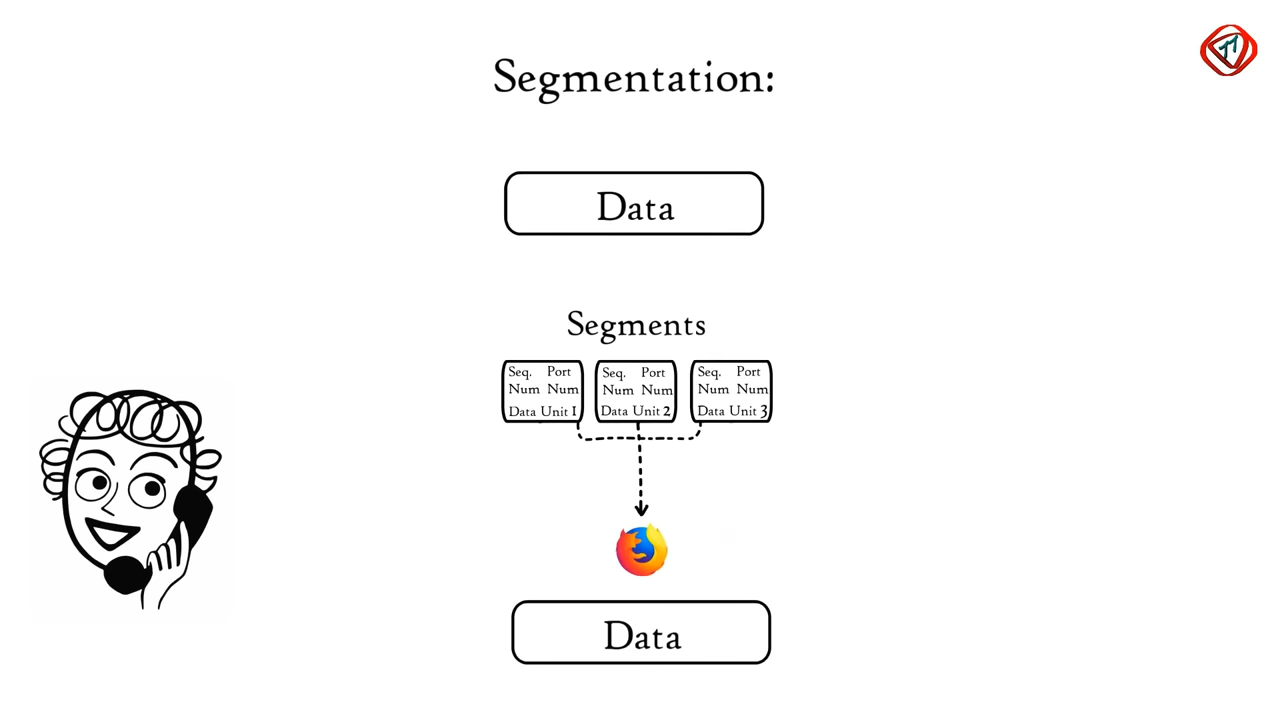 Segmentation:
Data
Segments
Seq. Port
Num Num
Data Unit 1
Seq. Port
Num Num
Data Unit 2
Seq. Port
Num Num
Data Unit 3
Data